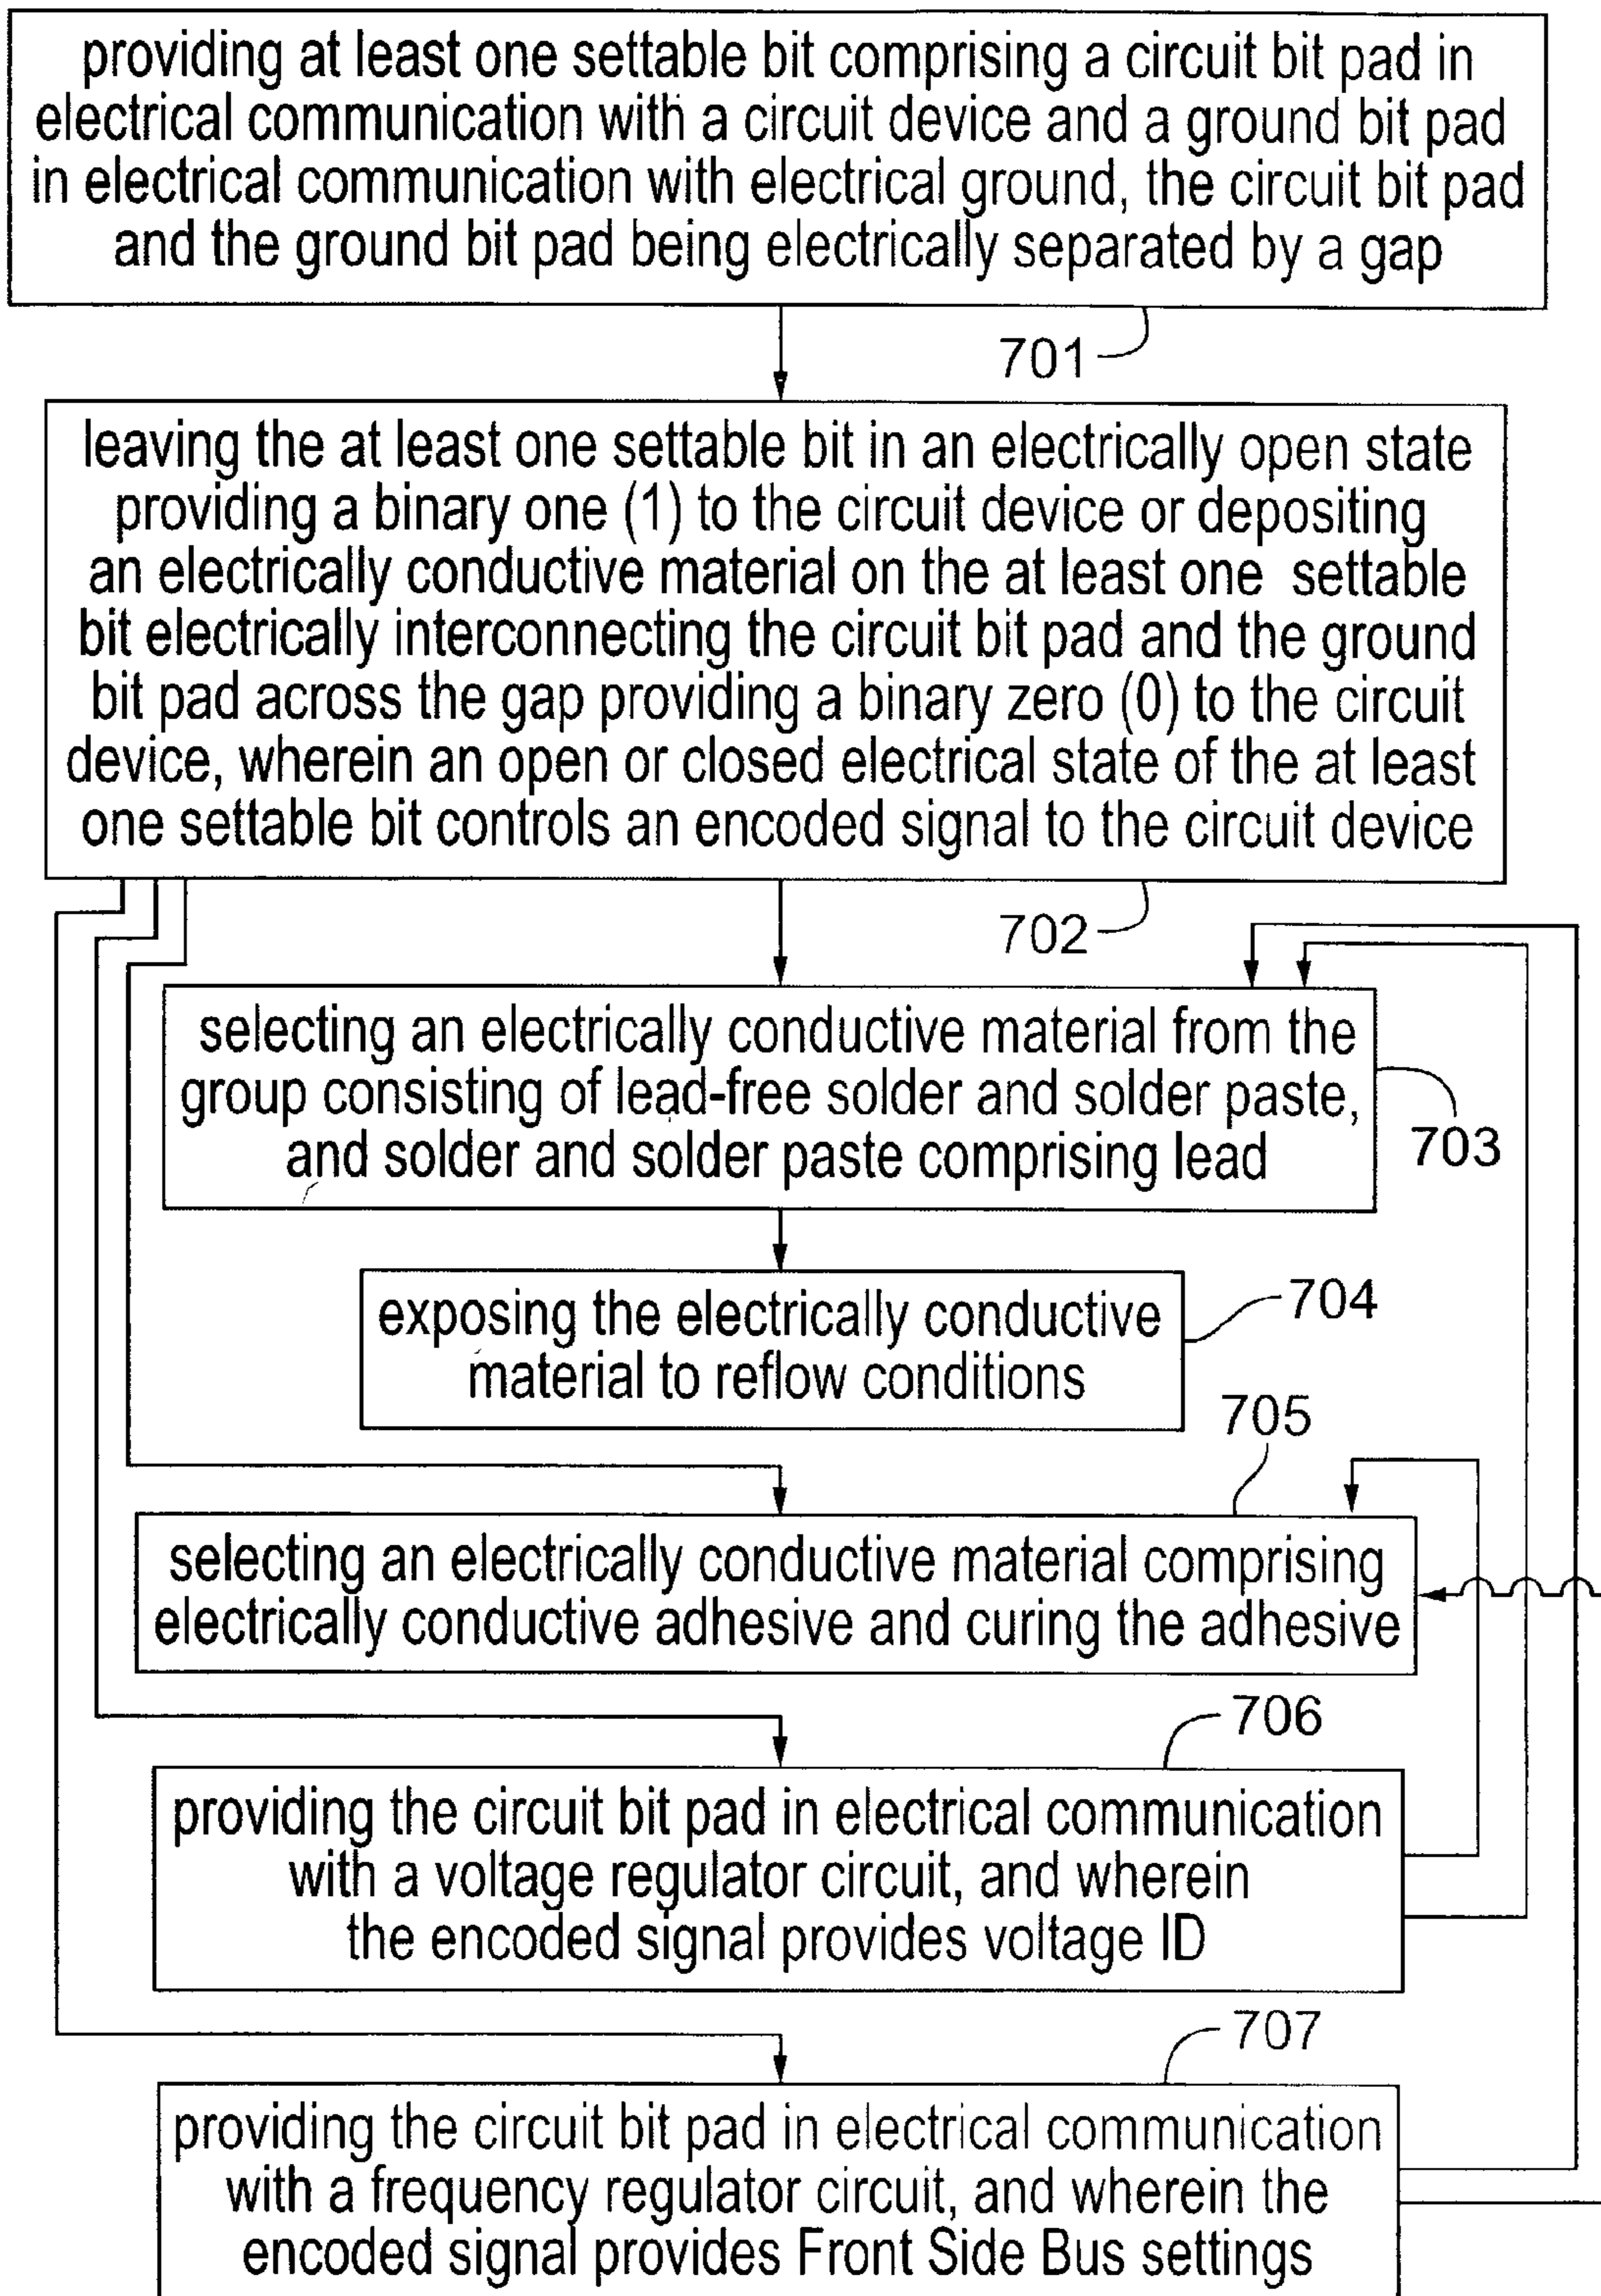 providing at least one settable bit comprising a circuit bit pad in
electrical communication with a circuit device and a ground bit pad
in electrical communication with electrical ground, the circuit bit pad
and the ground bit pad being electrically separated by a gap
701
leaving the at least one settable bit in an electrically open state
providing a binary one (1) to the circuit device or depositing
an electrically conductive material on the at least one settable
bit electrically interconnecting the circuit bit pad and the ground
bit pad across the gap providing a binary zero (0) to the circuit
device, wherein an open or closed electrical state of the at least
one settable bit controls an encoded signal to the circuit device
702
selecting an electrically conductive material from the
group consisting of lead-free solder and solder paste,
and solder and solder paste comprising lead
703
exposing the electrically conductive
material to reflow conditions
704
705
selecting an electrically conductive material comprising
electrically conductive adhesive and curing the adhesive
706
providing the circuit bit pad in electrical communication
with a voltage regulator circuit, and wherein
the encoded signal provides voltage ID
707
providing the circuit bit pad in electrical communication
with a frequency regulator circuit, and wherein the
encoded signal provides Front Side Bus settings